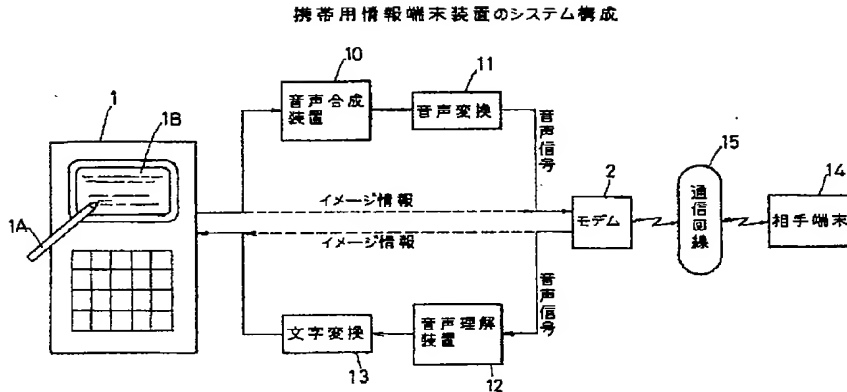 携帯用情報端末装置のシステム構成
10
11
音声合成
装置
音声変換
音声信号
1
1B
1A
イメージ情報
イメージ情報
2
モデム
15
通信回線
14
相手端末
音声信号
文字変換
13
音声理解
装置
12